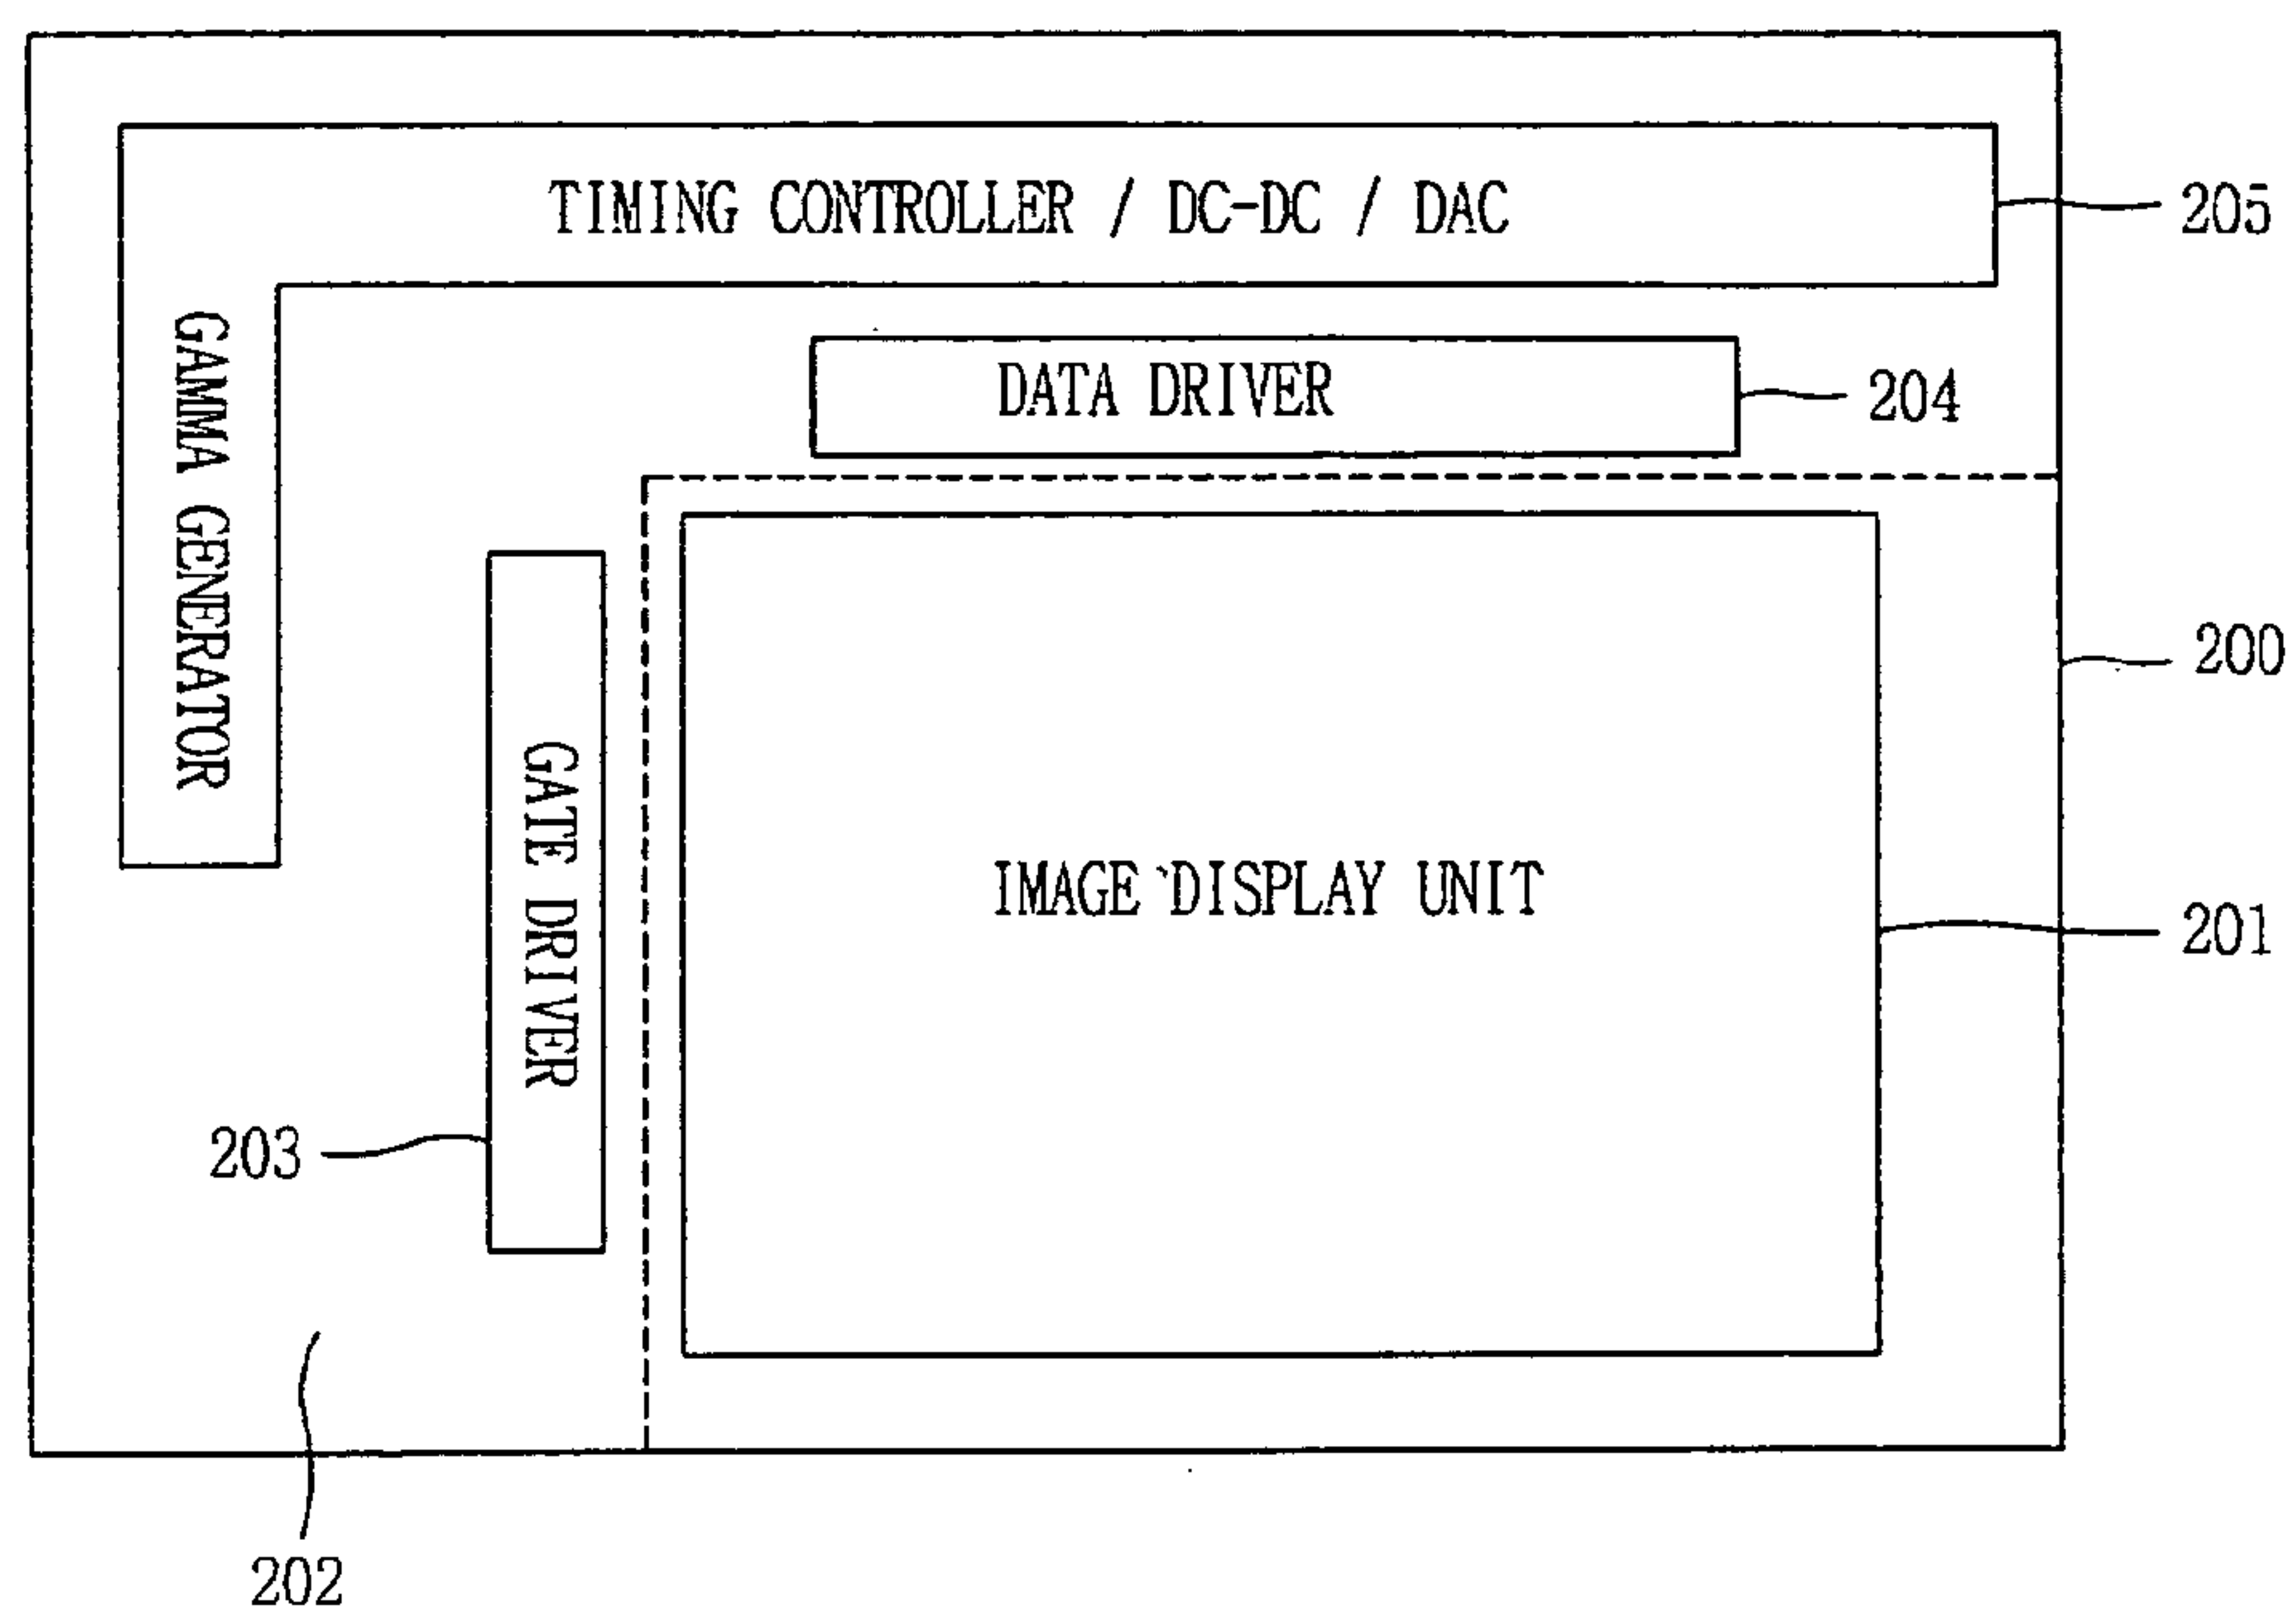 TIMING CONTROLLER / DC-DC / DAC
205
GAMMA GENERATOR
DATA DRIVER
204
200
GATE DRIVER
IMAGE DISPLAY UNIT
201
203
202